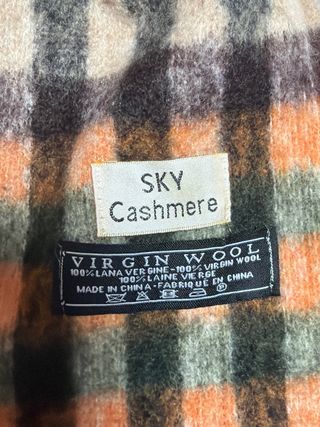 SKY
Cashmere
VIRGIN WOOL
100% LANA VERGINE-100% VIRGIN WOOL
100% LAINE VIERGE
MADE IN CHINA-FABRIQUE EN CHINA